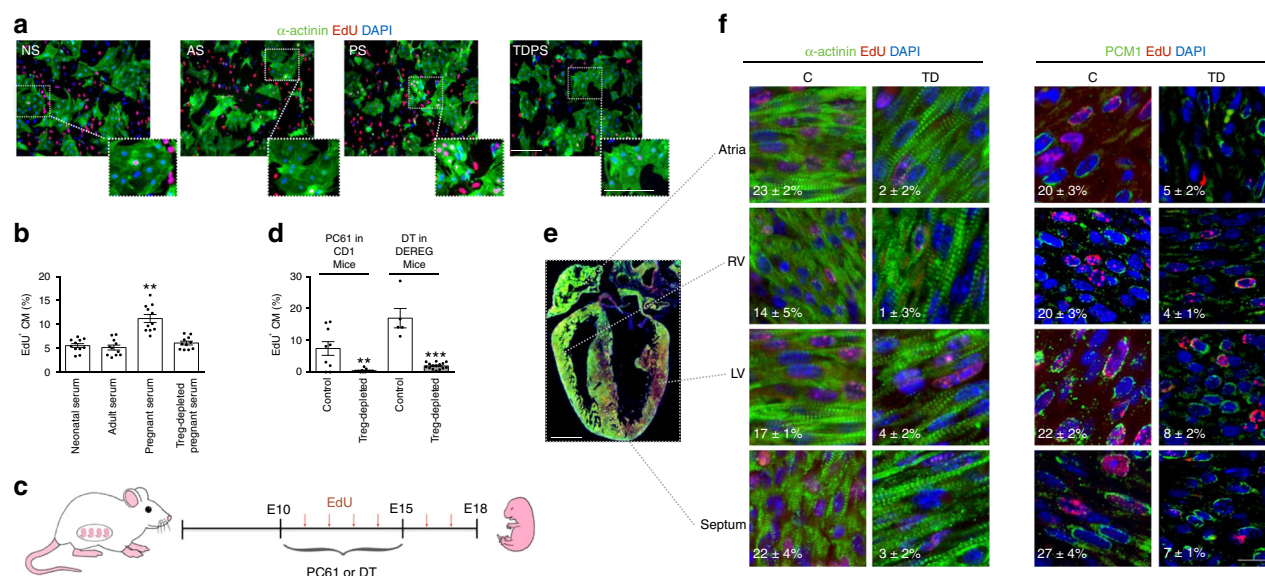 a
α-actinin EdU DAPI
NS
AS
PS
TDPS
b
EdU+ CM (%)
20
15
10
5
0
**
Neonatal serum
Adult serum
Pregnant serum
Treg-depleted
pregnant serum
d
PC61 in
CD1
Mice
DT in
DEREG
Mice
EdU+ CM (%)
30
20
10
0
**
***
Control
Treg-depleted
Control
Treg-depleted
c
E10
EdU
E15
E18
PC61 or DT
e
Atria
RV
LV
Septum
f
α-actinin EdU DAPI
PCM1 EdU DAPI
C
TD
C
TD
23 ± 2%
2 ± 2%
20 ± 3%
5 ± 2%
14 ± 5%
1 ± 3%
20 ± 3%
4 ± 1%
17 ± 1%
4 ± 2%
22 ± 2%
8 ± 2%
22 ± 4%
3 ± 2%
27 ± 4%
7 ± 1%